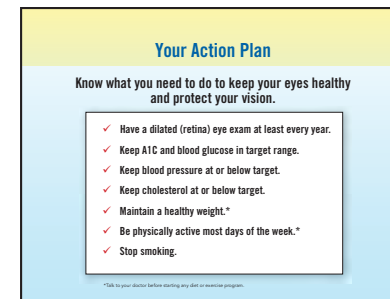 Your Action Plan
Know what you need to do to keep your eyes healthy
and protect your vision.
✓ Have a dilated (retina) eye exam at least every year.
✓ Keep A1C and blood glucose in target range.
✓ Keep blood pressure at or below target.
✓ Keep cholesterol at or below target.
✓ Maintain a healthy weight.*
✓ Be physically active most days of the week.*
✓ Stop smoking.
*Talk to your doctor before starting any diet or exercise program.